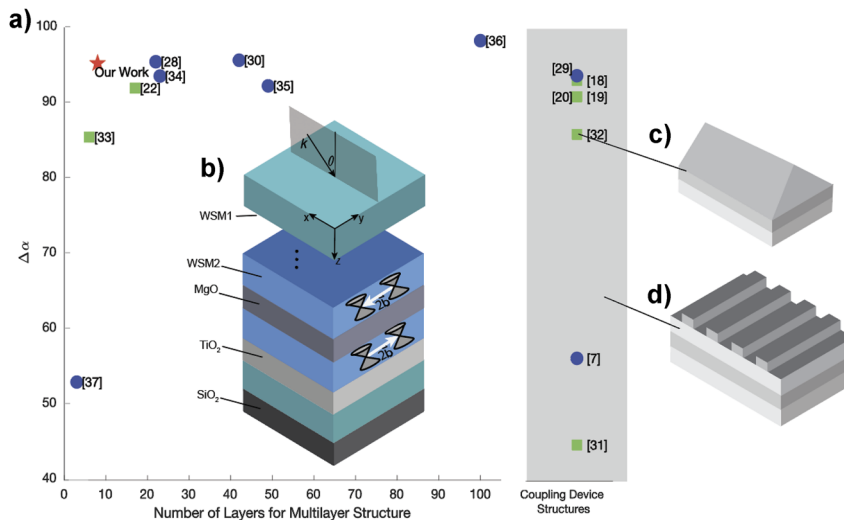 a)
100
90
80
70
60
50
40
Δα
0
10
20
30
40
50
60
70
80
90
100
Number of Layers for Multilayer Structure
Our Work
[28]
[34]
[22]
[33]
[30]
[35]
[36]
[37]
b)
k
θ
x
y
z
WSM1
WSM2
MgO
TiO₂
SiO₂
2b
2b
[29]
[18]
[20]
[19]
[32]
[7]
[31]
Coupling Device
Structures
c)
d)